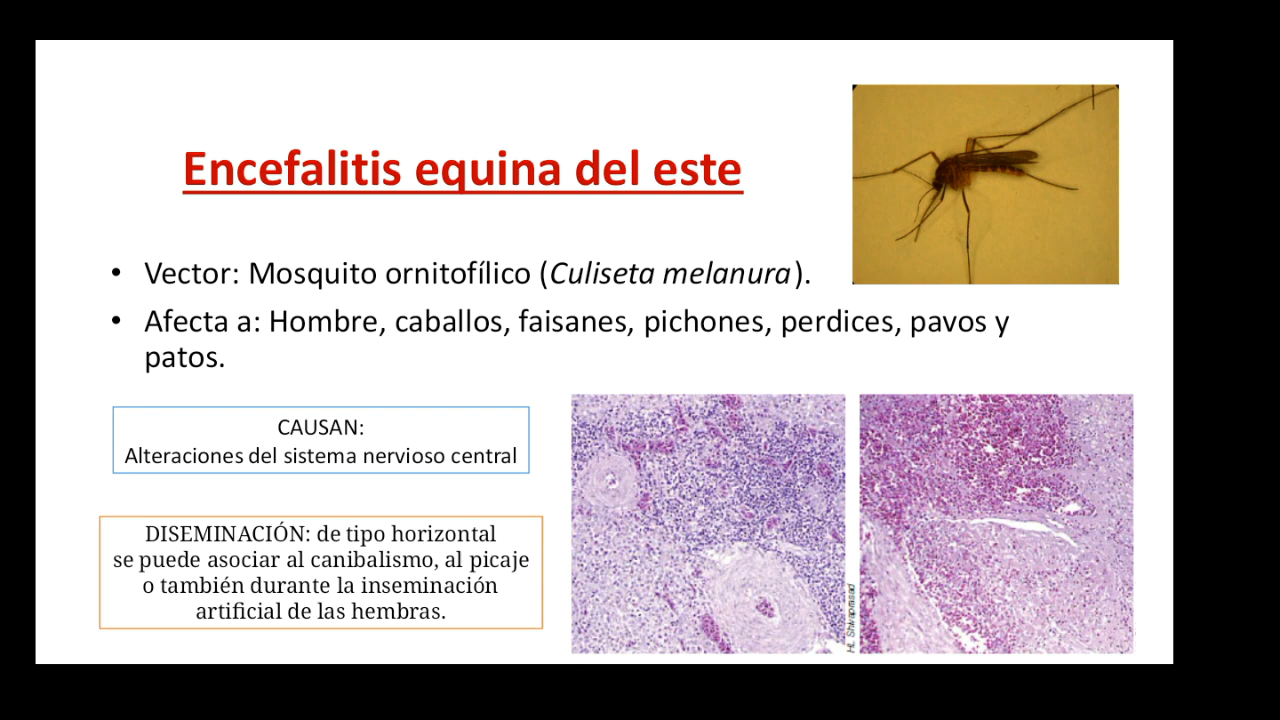 Encefalitis equina del este
• Vector: Mosquito ornitofílico (Culiseta melanura).
• Afecta a: Hombre, caballos, faisanes, pichones, perdices, pavos y
patos.
CAUSAN:
Alteraciones del sistema nervioso central
DISEMINACIÓN: de tipo horizontal
se puede asociar al canibalismo, al picaje
o también durante la inseminación
artificial de las hembras.
HL Shivaprasad